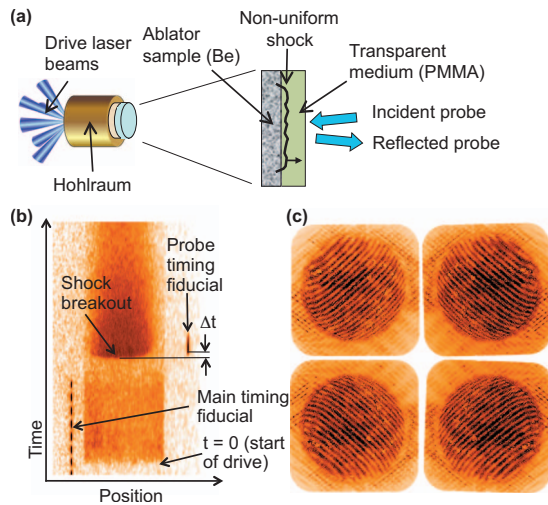 (a)
Drive laser
beams
Ablator
sample (Be)
Non-uniform
shock
Transparent
medium (PMMA)
Incident probe
Reflected probe
Hohlraum
(b)
(c)
Probe
timing
fiducial
Shock
breakout
Δt
Main timing
fiducial
t = 0 (start
of drive)
Time
Position